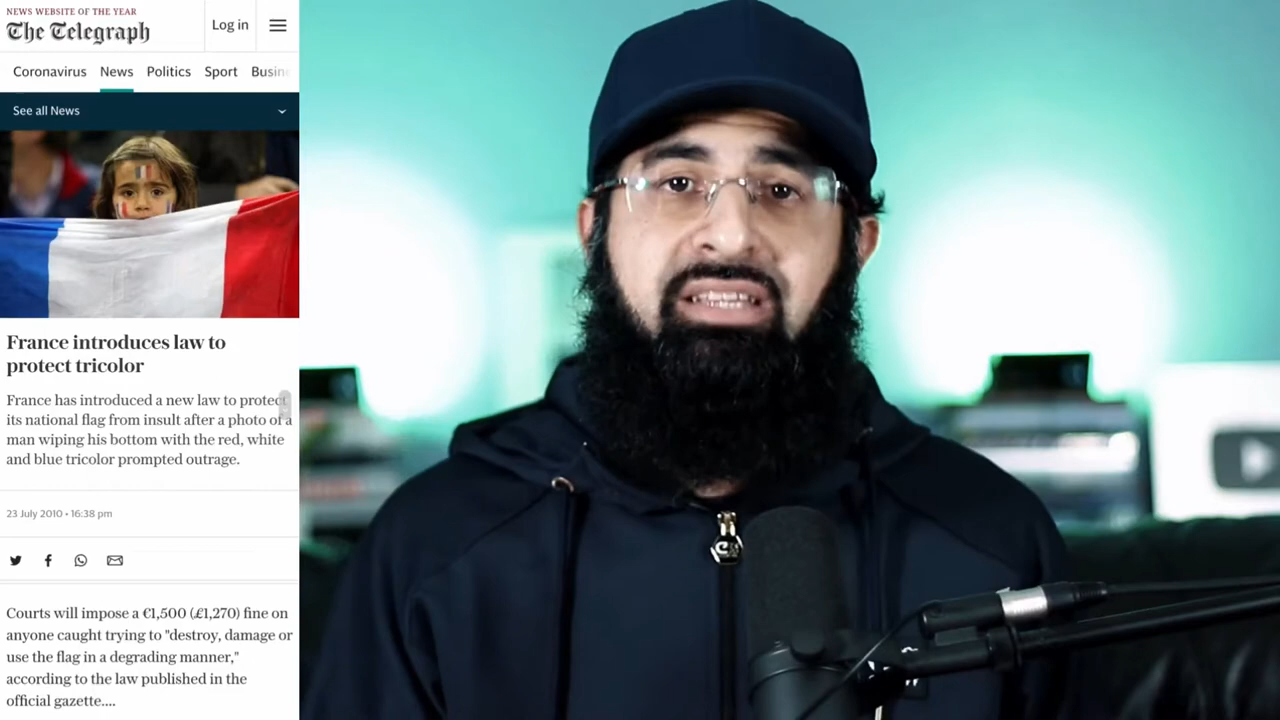 NEWS WEBSITE OF THE YEAR
The Telegraph
Log in
Coronavirus News Politics Sport
See all News
France introduces law to
protect tricolor
France has introduced a new law to protect
its national flag from insult after a photo of a
man wiping his bottom with the red, white
and blue tricolor prompted outrage.
23 July 2010 • 16:38 pm
Courts will impose a €1,500 (£1,270) fine on
anyone caught trying to "destroy, damage or
use the flag in a degrading manner,"
according to the law published in the
official gazette....